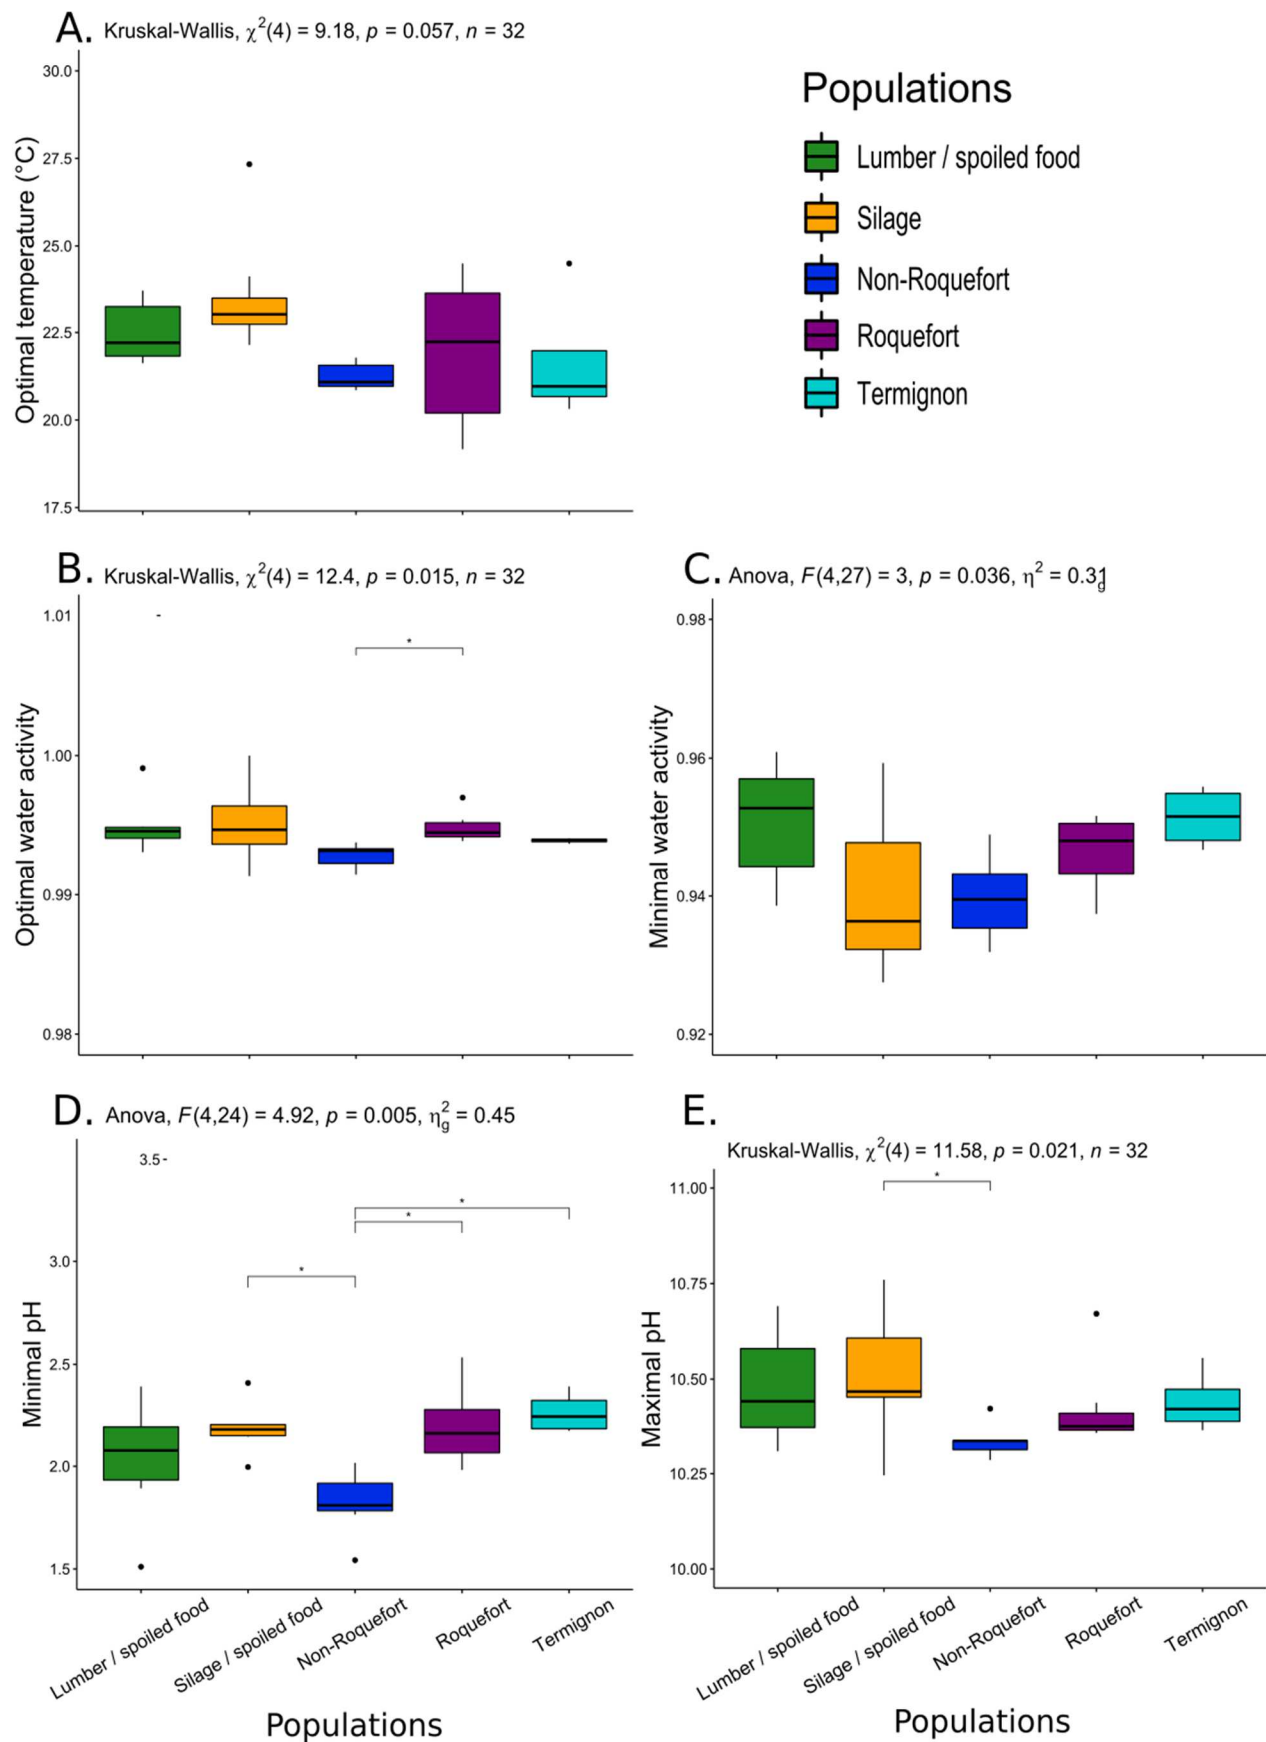 A. Kruskal-Wallis, χ²(4) = 9.18, p = 0.057, n = 32
Optimal temperature (°C)
30.0
27.5
25.0
22.5
20.0
17.5
Populations
Lumber / spoiled food
Silage
Non-Roquefort
Roquefort
Termignon
B. Kruskal-Wallis, χ²(4) = 12.4, p = 0.015, n = 32
Optimal water activity
1.01
1.00
0.99
0.98
*
C. Anova, F(4,27) = 3, p = 0.036, η²g = 0.31
Minimal water activity
0.98
0.96
0.94
0.92
D. Anova, F(4,24) = 4.92, p = 0.005, η²g = 0.45
Minimal pH
3.5
3.0
2.5
2.0
1.5
*
*
*
Lumber / spoiled food
Silage / spoiled food
Non-Roquefort
Roquefort
Termignon
Populations
E.
Kruskal-Wallis, χ²(4) = 11.58, p = 0.021, n = 32
Maximal pH
11.00
10.75
10.50
10.25
10.00
*
Lumber / spoiled food
Silage / spoiled food
Non-Roquefort
Roquefort
Termignon
Populations